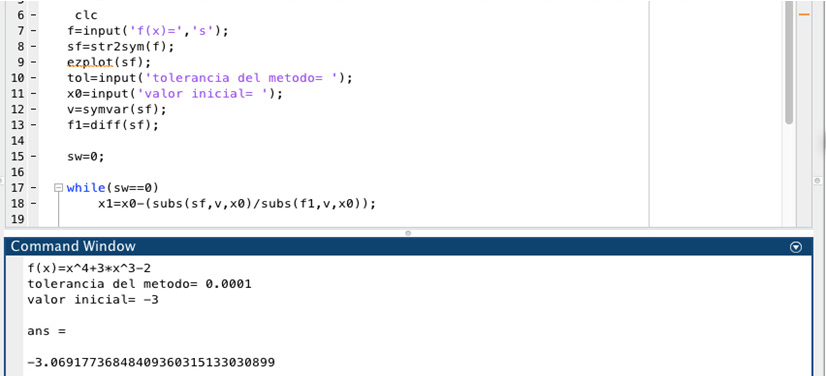 6 - clc
7 - f=input('f(x)=','s');
8 - sf=str2sym(f);
9 - ezplot(sf);
10 - tol=input('tolerancia del metodo= ');
11 - x0=input('valor inicial= ');
12 - v=symvar(sf);
13 - f1=diff(sf);
14
15 - sw=0;
16
17 - while(sw==0)
18 - x1=x0-(subs(sf,v,x0)/subs(f1,v,x0));
19
Command Window
f(x)=x^4+3*x^3-2
tolerancia del metodo= 0.0001
valor inicial= -3
ans =
-3.0691773684840936031513303089​9